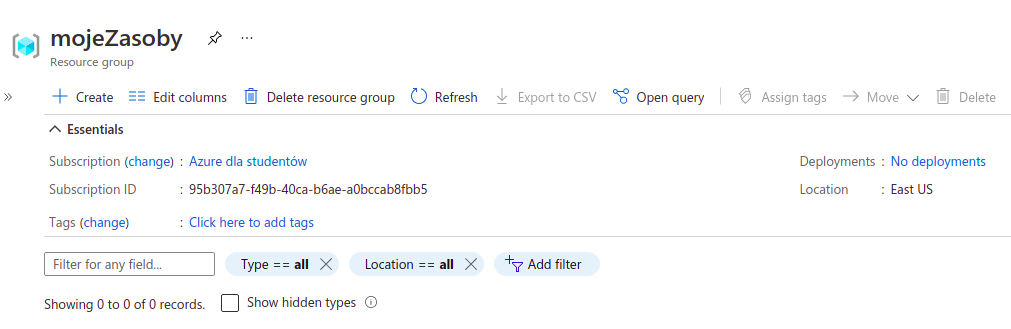 mojeZasoby ...
Resource group
» + Create Edit columns Delete resource group Refresh Export to CSV Open query Assign tags Move Delete
Essentials
Subscription (change) : Azure dla studentów Deployments : No deployments
Subscription ID : 95b307a7-f49b-40ca-b6ae-a0bccab8fbb5 Location : East US
Tags (change) : Click here to add tags
Filter for any field... Type == all Location == all Add filter
Showing 0 to 0 of 0 records. Show hidden types